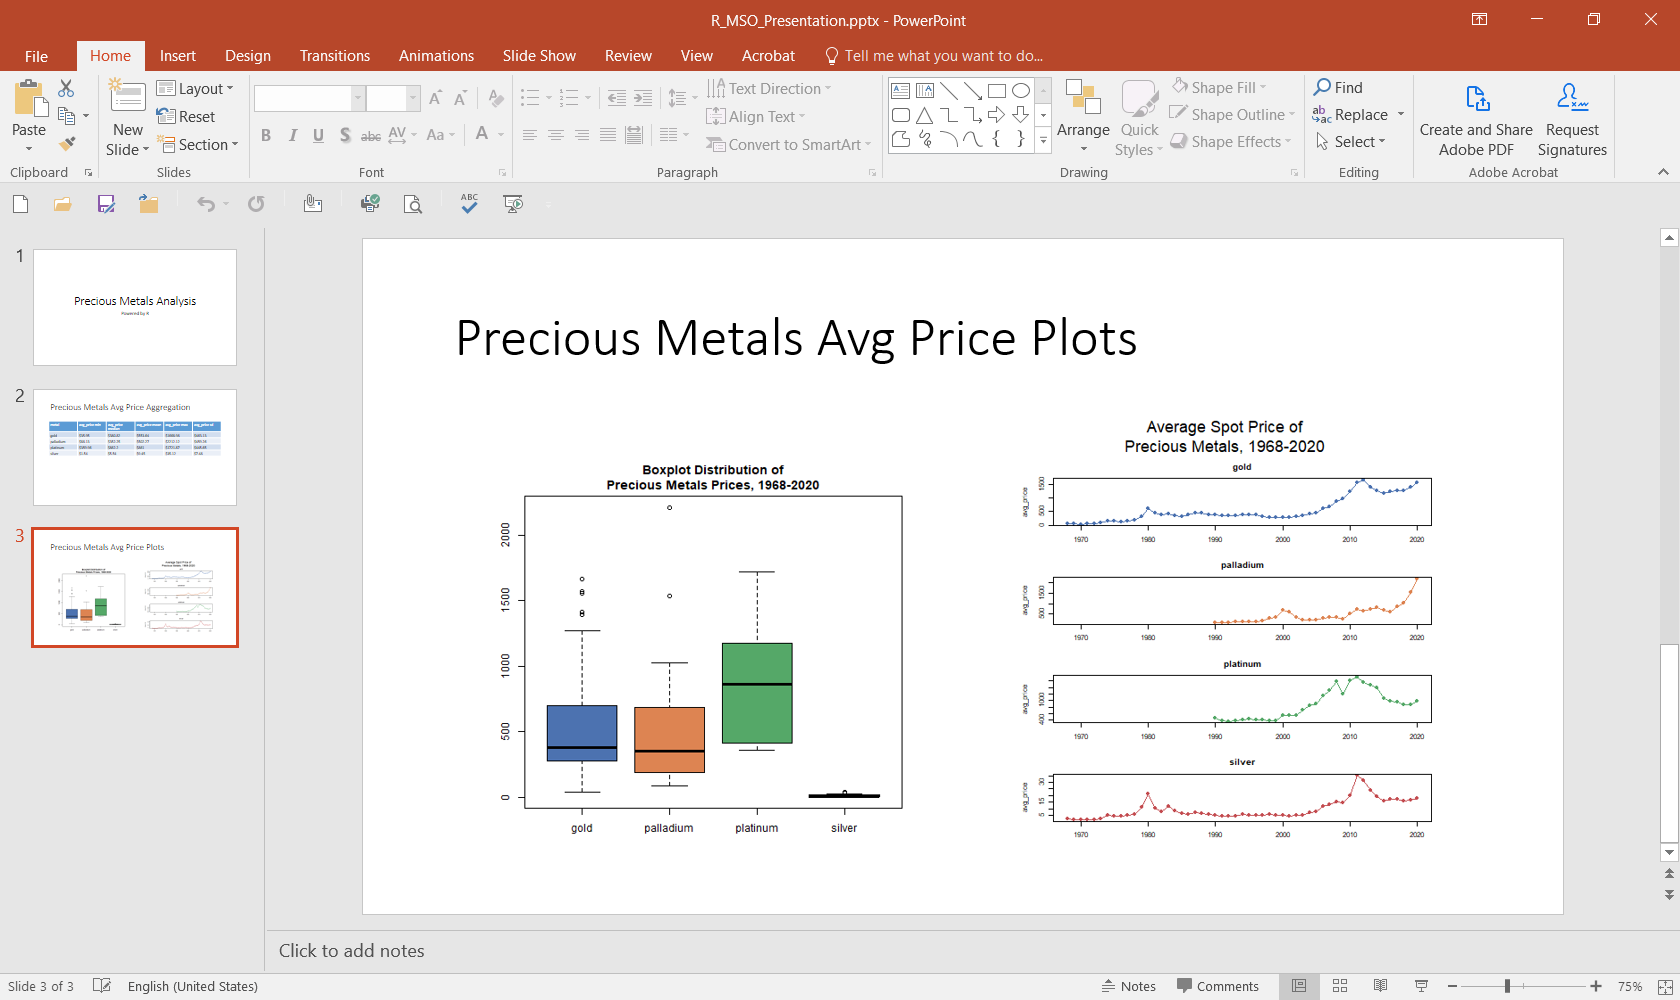 R_MSO_Presentation.pptx - PowerPoint
File Home Insert Design Transitions Animations Slide Show Review View Acrobat Tell me what you want to do...
Paste
Clipboard
New Slide
Layout
Reset
Section
Slides
B I U S abc AV Aa A
Font
Text Direction
Align Text
Convert to SmartArt
Paragraph
Arrange
Quick Styles
Shape Fill
Shape Outline
Shape Effects
Drawing
Find
Replace
Select
Editing
Create and Share Adobe PDF
Request Signatures
Adobe Acrobat
ABC
1
Precious Metals Analysis
Powered by R
2
Precious Metals Avg Price Aggregation
3
Precious Metals Avg Price Plots
Precious Metals Avg Price Plots
Boxplot Distribution of
Precious Metals Prices, 1968-2020
2000
1500
1000
500
0
gold palladium platinum silver
Average Spot Price of
Precious Metals, 1968-2020
gold
avg_price
0 500 1500
1970 1980 1990 2000 2010 2020
palladium
avg_price
500 1500
1970 1980 1990 2000 2010 2020
platinum
avg_price
400 1000
1970 1980 1990 2000 2010 2020
silver
avg_price
5 15 30
1970 1980 1990 2000 2010 2020
Click to add notes
Slide 3 of 3 English (United States) Notes Comments 75%